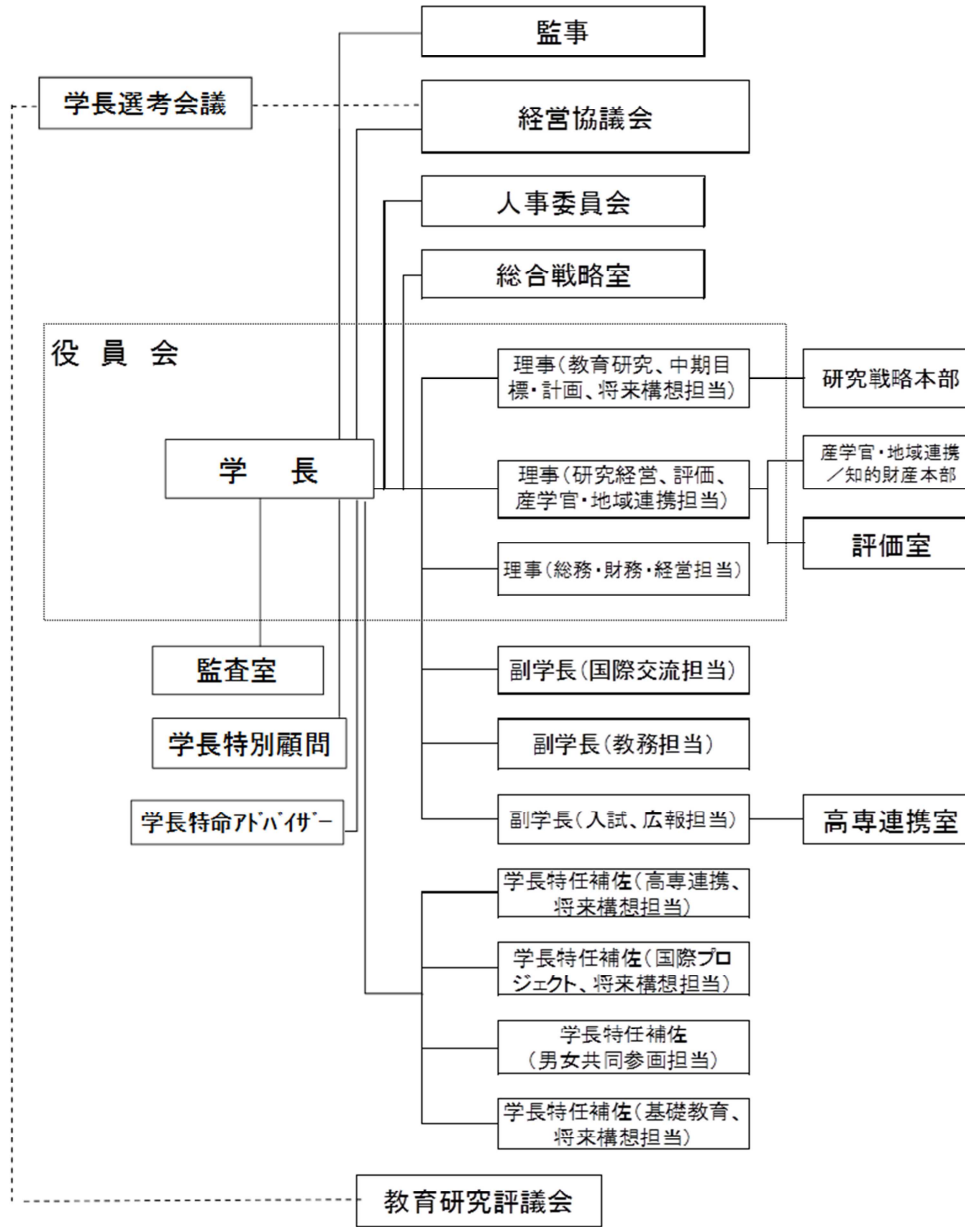 監事
学長選考会議
経営協議会
人事委員会
総合戦略室
役員会
理事(教育研究、中期目
標・計画、将来構想担当)
研究戦略本部
学長
理事(研究経営、評価、
産学官・地域連携担当)
産学官・地域連携
/知的財産本部
評価室
理事(総務・財務・経営担当)
監査室
副学長(国際交流担当)
学長特別顧問
副学長(教務担当)
学長特命ｱﾄﾞﾊﾞｲｻﾞｰ
副学長(入試、広報担当)
高専連携室
学長特任補佐(高専連携、
将来構想担当)
学長特任補佐(国際プロ
ジェクト、将来構想担当)
学長特任補佐
(男女共同参画担当)
学長特任補佐(基礎教育、
将来構想担当)
教育研究評議会